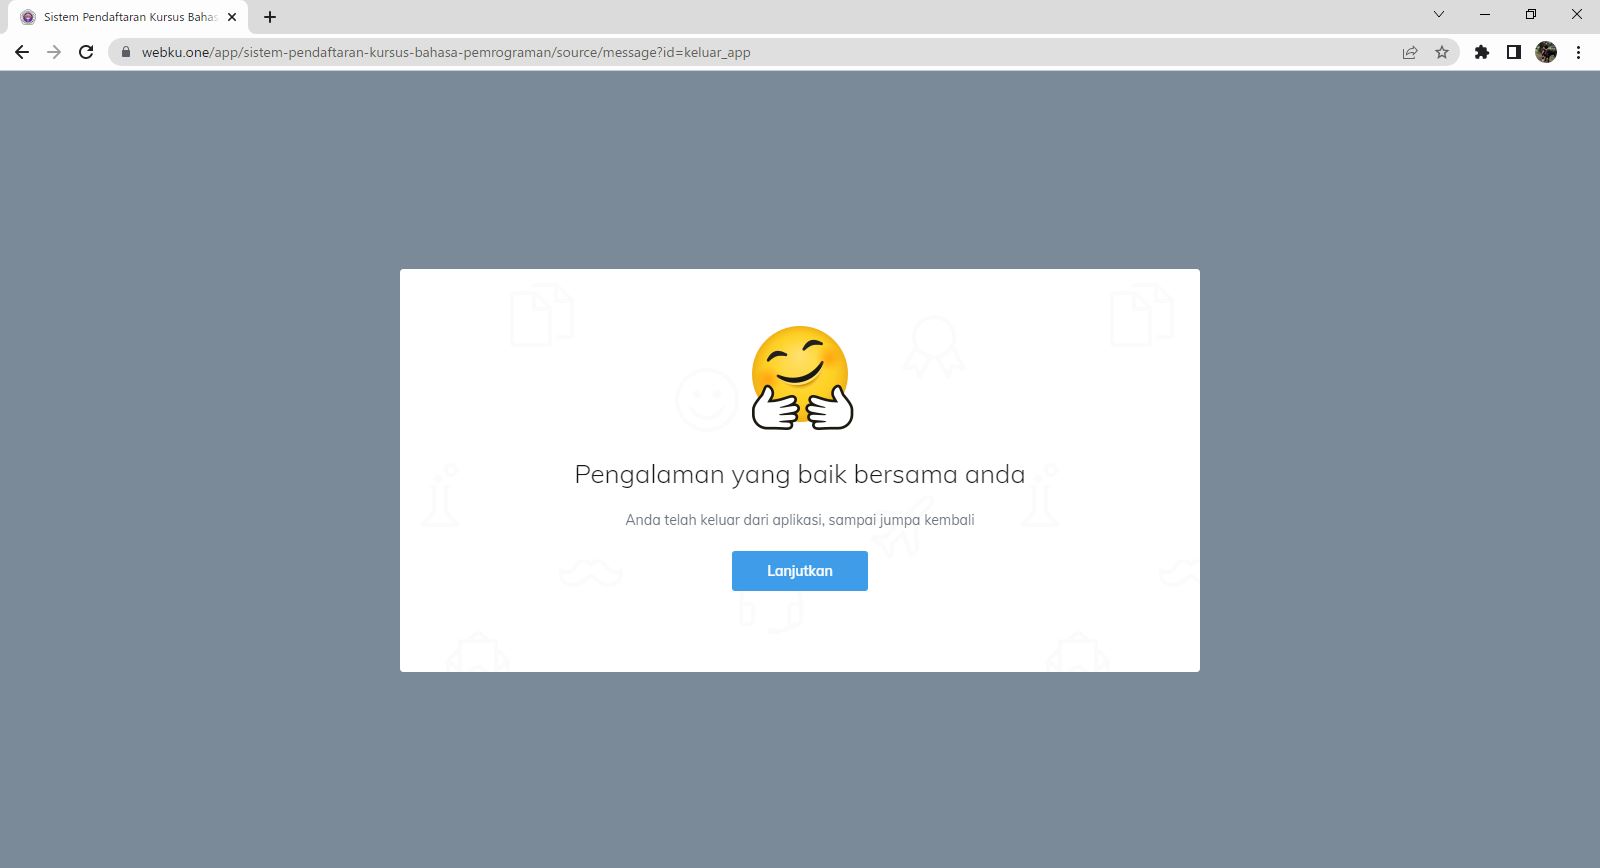 Sistem Pendaftaran Kursus Bahas
webku.one/app/sistem-pendaftaran-kursus-bahasa-pemrograman/source/message?id=keluar_app
Pengalaman yang baik bersama anda
Anda telah keluar dari aplikasi, sampai jumpa kembali
Lanjutkan